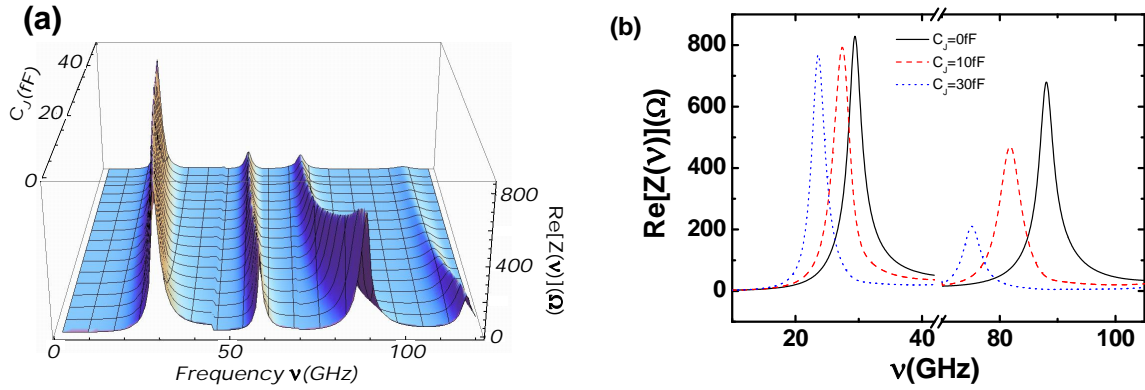 (a)
40
20
0
C_J(fF)
800
400
0
Re[Z(ν)](Ω)
0
50
100
Frequency ν(GHz)
(b)
800
600
400
200
0
Re[Z(ν)](Ω)
C_J=0fF
C_J=10fF
C_J=30fF
20
40
80
100
ν(GHz)